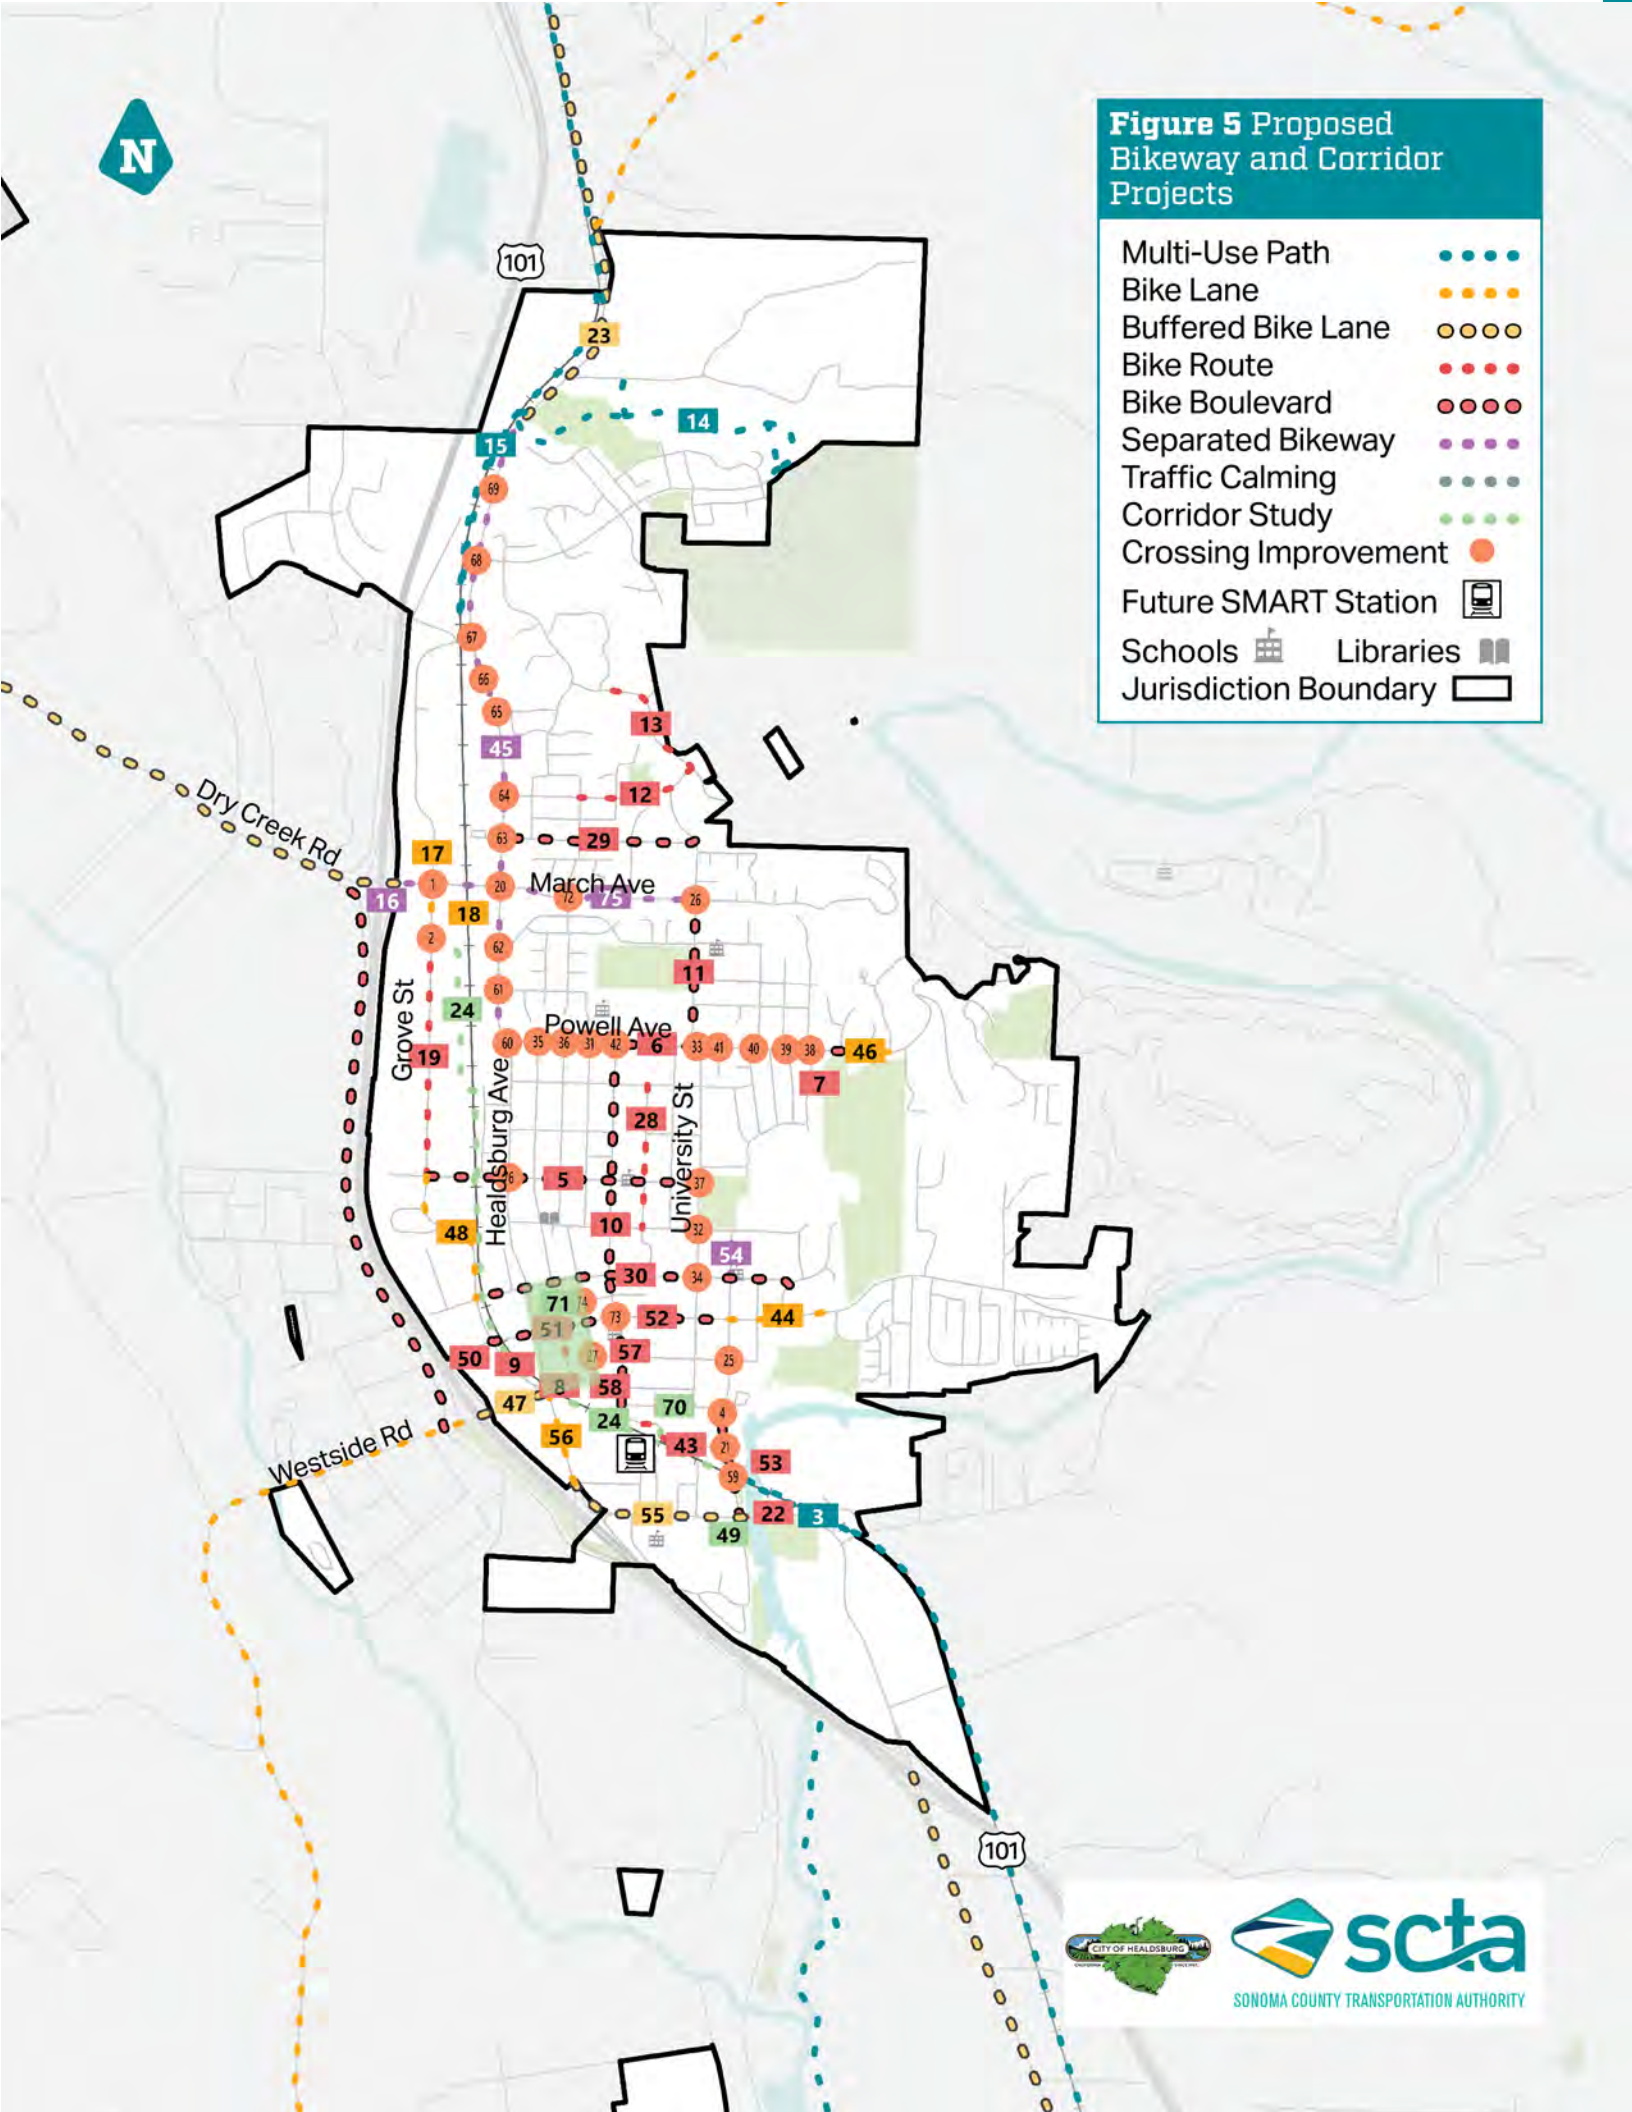 Figure 5 Proposed
Bikeway and Corridor
Projects
Multi-Use Path
Bike Lane
Buffered Bike Lane
Bike Route
Bike Boulevard
Separated Bikeway
Traffic Calming
Corridor Study
Crossing Improvement
Future SMART Station
Schools Libraries
Jurisdiction Boundary
N
101
23
14
15
69
68
67
66
65
13
45
64
12
63
29
Dry Creek Rd
17
1
20
March Ave
16
72
75
26
18
2
62
11
61
24
Grove St
Powell Ave
60
35
36
31
42
6
33
41
40
39
38
46
19
7
Healdsburg Ave
28
University St
5
37
10
32
48
54
30
34
71
73
52
44
51
27
57
50
9
25
8
58
47
70
4
24
56
43
21
Westside Rd
53
59
55
22
3
49
101
CITY OF HEALDSBURG
scta
SONOMA COUNTY TRANSPORTATION AUTHORITY